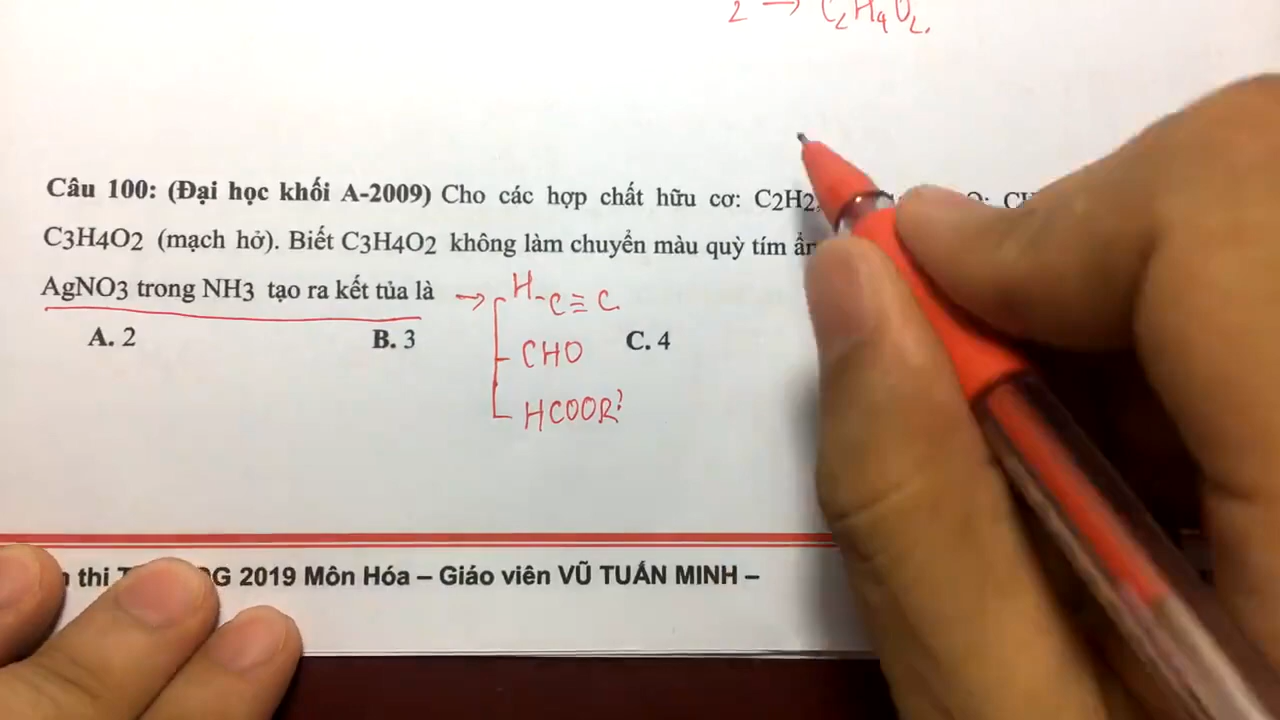 2 → C2H4O2.
Câu 100: (Đại học khối A-2009) Cho các hợp chất hữu cơ: C2H2,
C3H4O2 (mạch hở). Biết C3H4O2 không làm chuyển màu quỳ tím
AgNO3 trong NH3 tạo ra kết tủa là → H-C≡C
A. 2 B. 3 CHO C. 4
HCOOR?
thi 2019 Môn Hóa – Giáo viên VŨ TUẤN MINH –